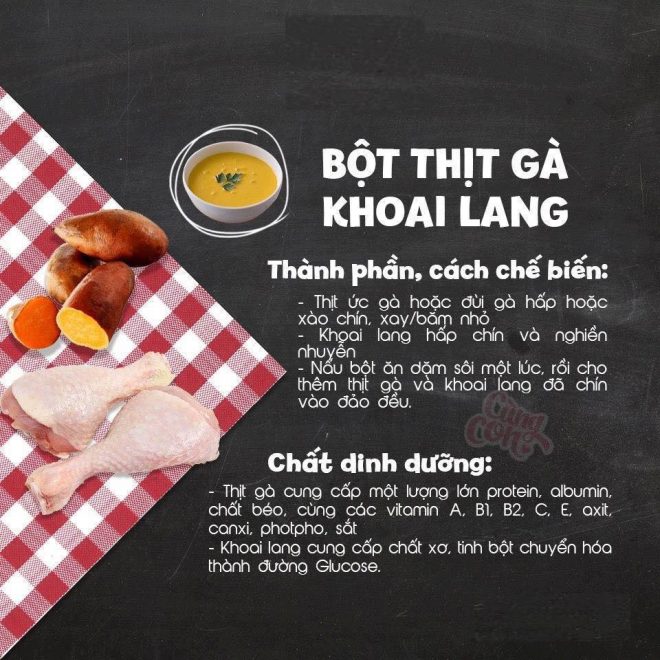 BỘT THỊT GÀ
KHOAI LANG
Thành phần, cách chế biến:
- Thịt ức gà hoặc đùi gà hấp hoặc
xào chín, xay/băm nhỏ
- Khoai lang hấp chín và nghiền
nhuyễn
- Nấu bột ăn dặm sôi một lúc, rồi cho
thêm thịt gà và khoai lang đã chín
vào đảo đều.
Cùng
Con
Chất dinh dưỡng:
- Thịt gà cung cấp một lượng lớn protein, albumin,
chất béo, cùng các vitamin A, B1, B2, C, E, axit,
canxi, photpho, sắt
- Khoai lang cung cấp chất xơ, tinh bột chuyển hóa
thành đường Glucose.